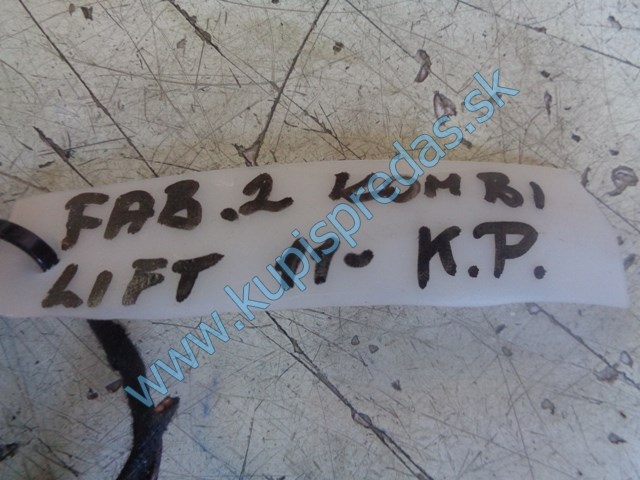 FAB.2 KOMBI
LIFT M- K.P.
www.kupispredas.sk